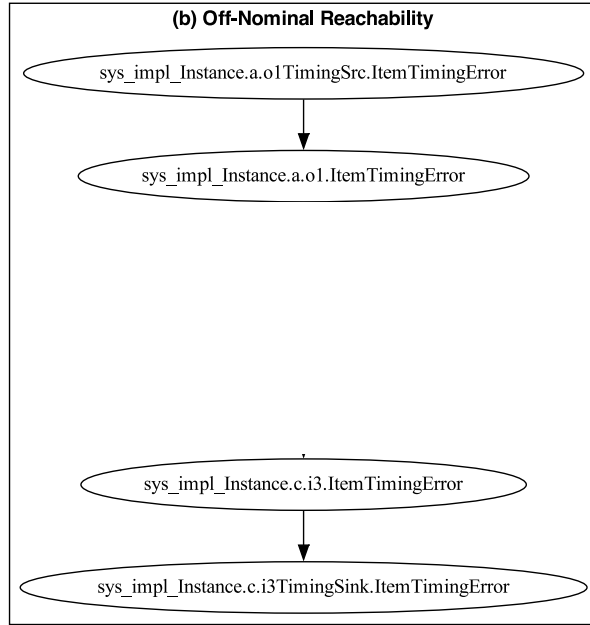 (b) Off-Nominal Reachability
sys_impl_Instance.a.o1TimingSrc.ItemTimingError
sys_impl_Instance.a.o1.ItemTimingError
sys_impl_Instance.c.i3.ItemTimingError
sys_impl_Instance.c.i3TimingSink.ItemTimingError